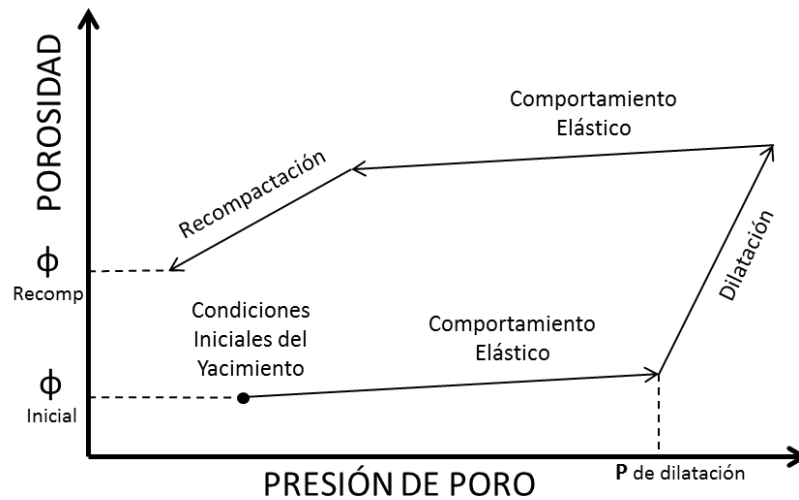 POROSIDAD
Comportamiento
Elástico
Recompactación
Dilatación
ϕ
Recomp
Condiciones
Iniciales del
Yacimiento
Comportamiento
Elástico
ϕ
Inicial
PRESIÓN DE PORO
P de dilatación